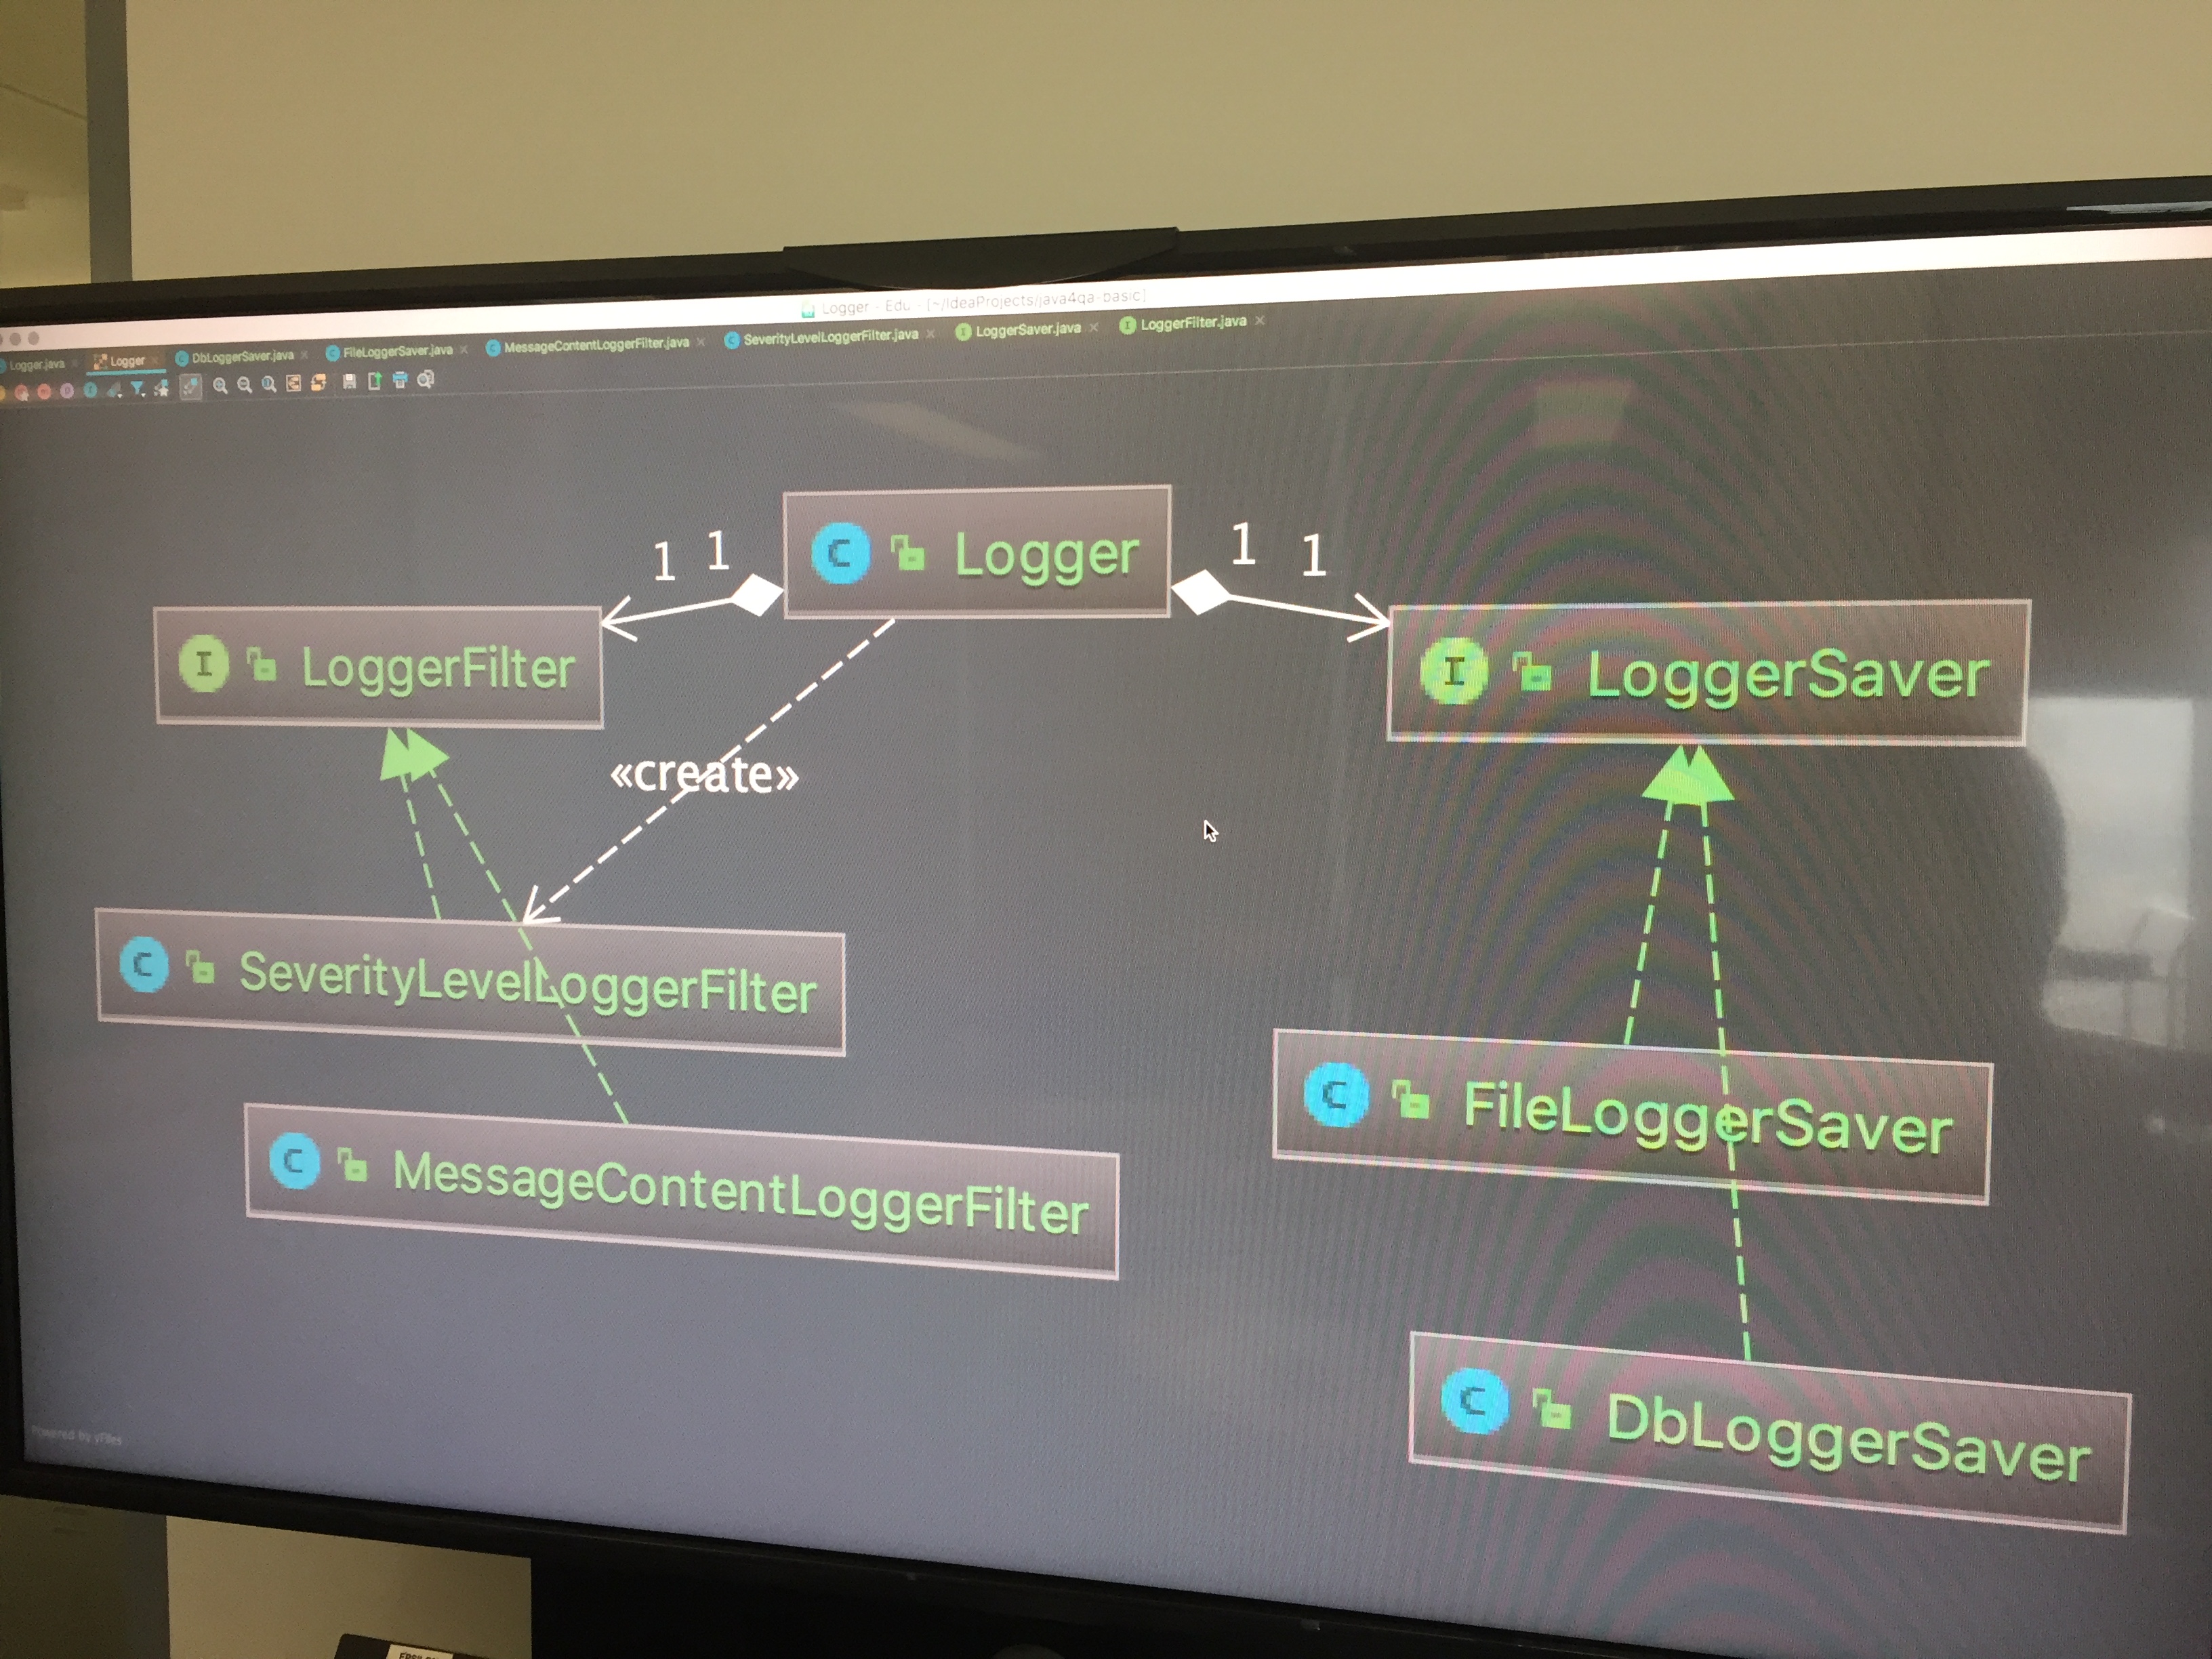 Logger - Edu - [~/IdeaProjects/java4qa-basic]
Logger.java Logger DbLoggerSaver.java FileLoggerSaver.java MessageContentLoggerFilter.java SeverityLevelLoggerFilter.java LoggerSaver.java LoggerFilter.java
1 1 C Logger 1 1
I LoggerFilter
I LoggerSaver
«create»
C SeverityLevelLoggerFilter
C FileLoggerSaver
C MessageContentLoggerFilter
C DbLoggerSaver
Powered by yFiles